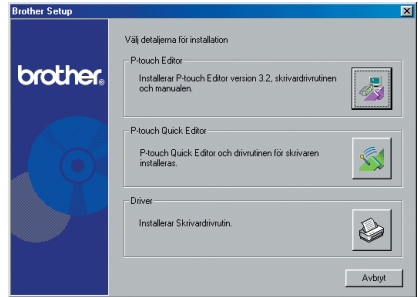 Brother Setup
Välj detaljerna för installation
brother®
P-touch Editor
Installerar P-touch Editor version 3.2, skrivardrivrutinen
och manualen.
P-touch Quick Editor
P-touch Quick Editor och drivrutinen för skrivaren
installeras.
Driver
Installerar Skrivardrivrutin.
Avbryt